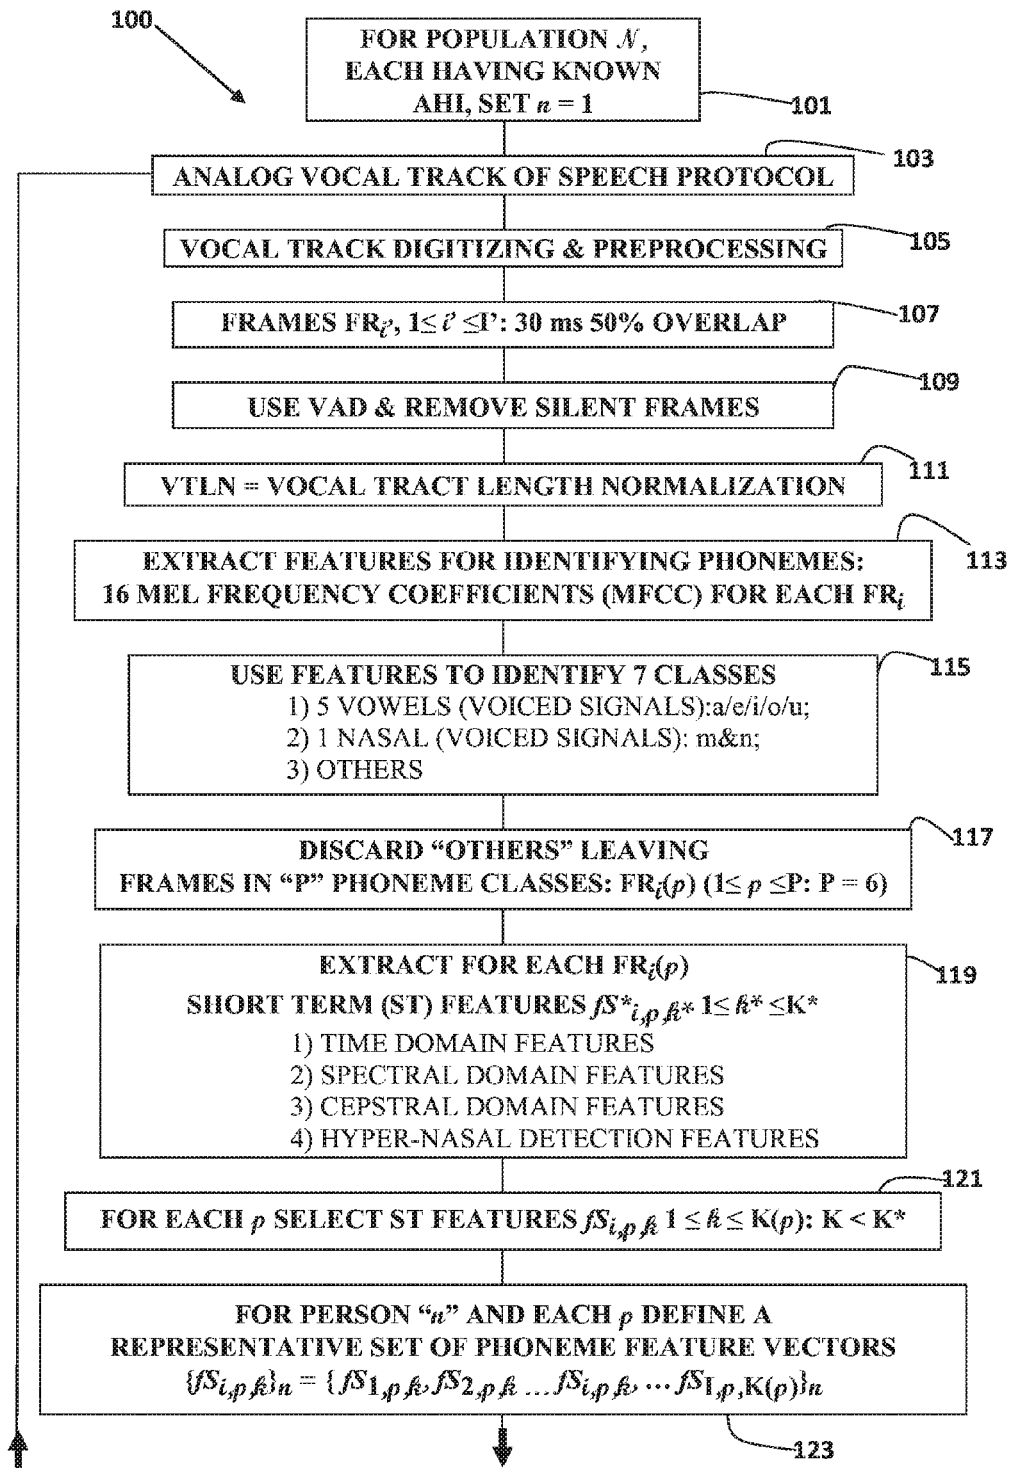 100
FOR POPULATION 𝒩,
EACH HAVING KNOWN
AHI, SET n = 1
101
103
ANALOG VOCAL TRACK OF SPEECH PROTOCOL
105
VOCAL TRACK DIGITIZING & PREPROCESSING
107
FRAMES FRi', 1≤ i' ≤I': 30 ms 50% OVERLAP
109
USE VAD & REMOVE SILENT FRAMES
111
VTLN = VOCAL TRACT LENGTH NORMALIZATION
113
EXTRACT FEATURES FOR IDENTIFYING PHONEMES:
16 MEL FREQUENCY COEFFICIENTS (MFCC) FOR EACH FRi
115
USE FEATURES TO IDENTIFY 7 CLASSES
1) 5 VOWELS (VOICED SIGNALS):a/e/i/o/u;
2) 1 NASAL (VOICED SIGNALS): m&n;
3) OTHERS
117
DISCARD “OTHERS” LEAVING
FRAMES IN “P” PHONEME CLASSES: FRi(p) (1≤ p ≤P: P = 6)
119
EXTRACT FOR EACH FRi(p)
SHORT TERM (ST) FEATURES fS*i,p,k* 1≤ k* ≤K*
1) TIME DOMAIN FEATURES
2) SPECTRAL DOMAIN FEATURES
3) CEPSTRAL DOMAIN FEATURES
4) HYPER-NASAL DETECTION FEATURES
121
FOR EACH p SELECT ST FEATURES fSi,p,k 1 ≤ k ≤ K(p): K < K*
FOR PERSON “n” AND EACH p DEFINE A
REPRESENTATIVE SET OF PHONEME FEATURE VECTORS
{fSi,p,k}n = { fS1,p,k, fS2,p,k ... fSi,p,k, ... fSI,p,K(p)}n
123